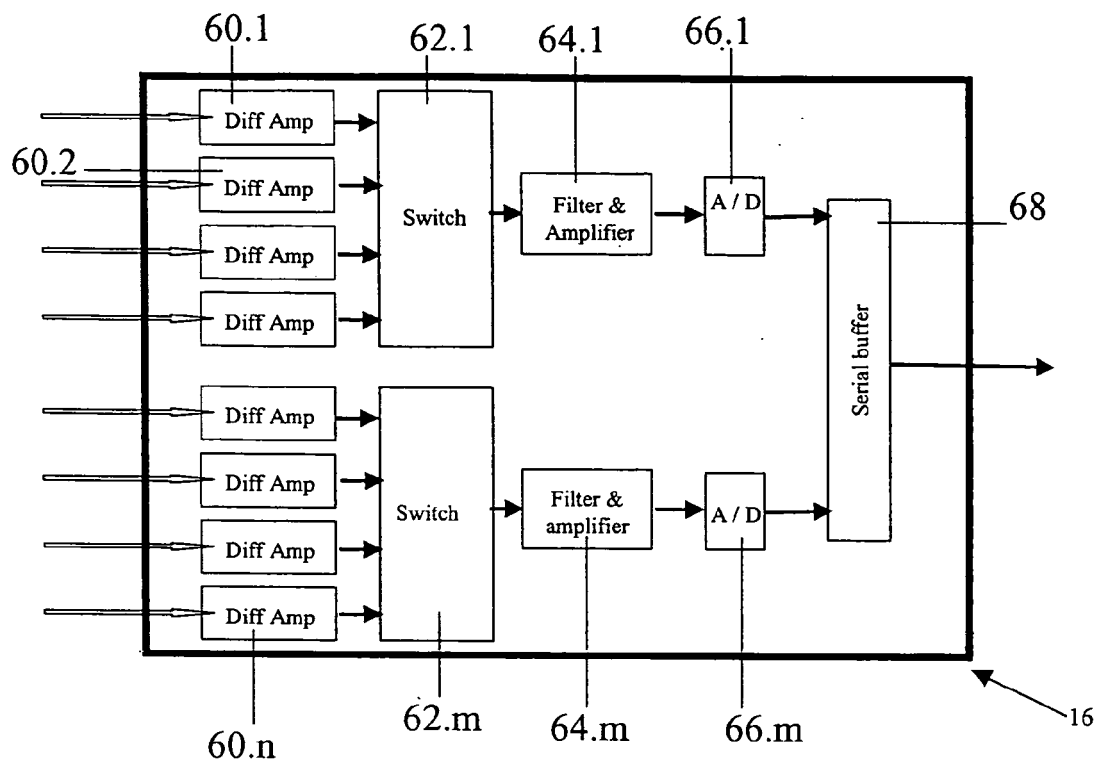 60.1
62.1
64.1
66.1
Diff Amp
60.2
Diff Amp
Diff Amp
Diff Amp
Switch
Filter &
Amplifier
A / D
68
Serial buffer
Diff Amp
Diff Amp
Diff Amp
Diff Amp
Switch
Filter &
amplifier
A / D
60.n
62.m
64.m
66.m
16